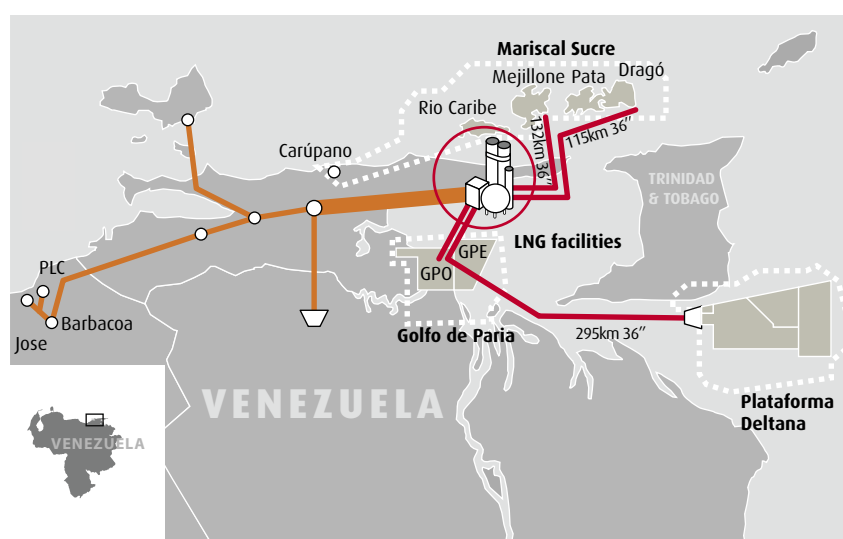 Mariscal Sucre
Mejillone Pata Dragó
Rio Caribe
132km 36″
115km 36″
Carúpano
TRINIDAD
& TOBAGO
LNG facilities
GPE
GPO
PLC
Barbacoa
Jose
Golfo de Paria
295km 36″
VENEZUELA
Plataforma
Deltana
VENEZUELA